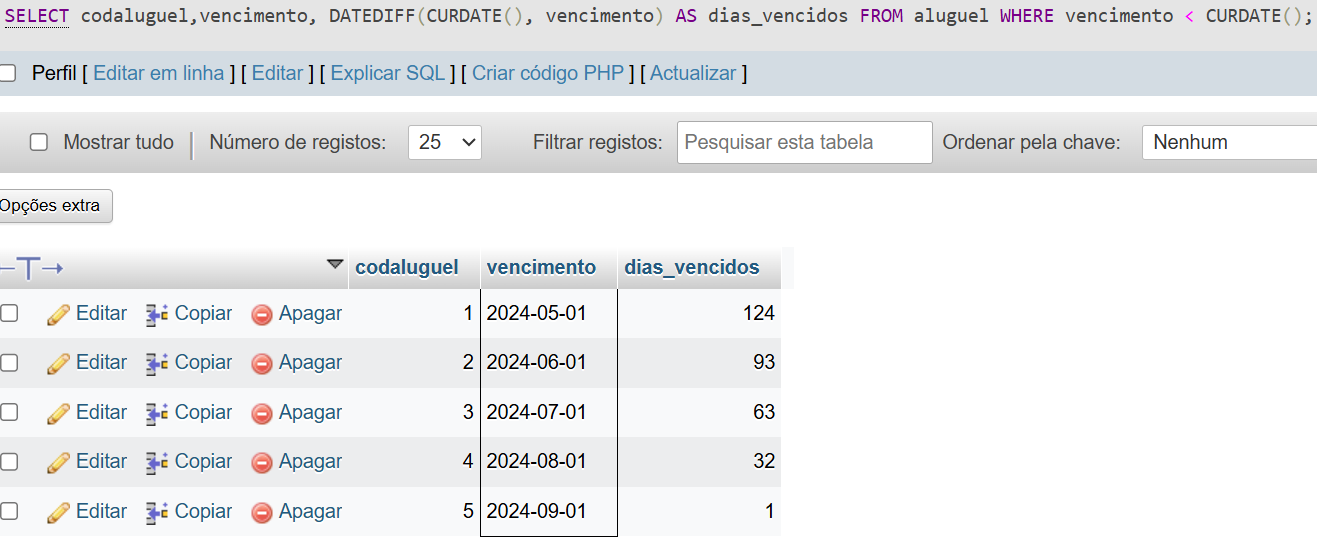 SELECT codaluguel,vencimento, DATEDIFF(CURDATE(), vencimento) AS dias_vencidos FROM aluguel WHERE vencimento < CURDATE();
Perfil [ Editar em linha ] [ Editar ] [ Explicar SQL ] [ Criar código PHP ] [ Actualizar ]
Mostrar tudo | Número de registos: 25 Filtrar registos: Pesquisar esta tabela Ordenar pela chave: Nenhum
Opções extra
codaluguel vencimento dias_vencidos
Editar Copiar Apagar 1 2024-05-01 124
Editar Copiar Apagar 2 2024-06-01 93
Editar Copiar Apagar 3 2024-07-01 63
Editar Copiar Apagar 4 2024-08-01 32
Editar Copiar Apagar 5 2024-09-01 1